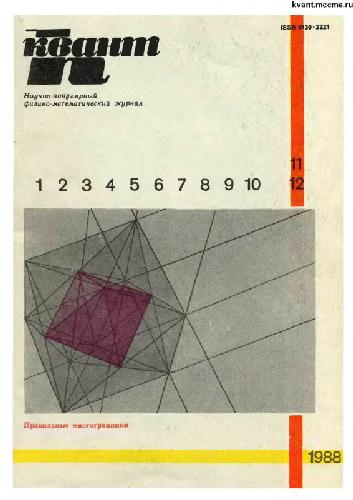 kvant.mccme.ru
ISSN 0130-2221
квант
Научно-популярный
физико-математический журнал
11
1 2 3 4 5 6 7 8 9 10 12
Правильные многогранники
1988